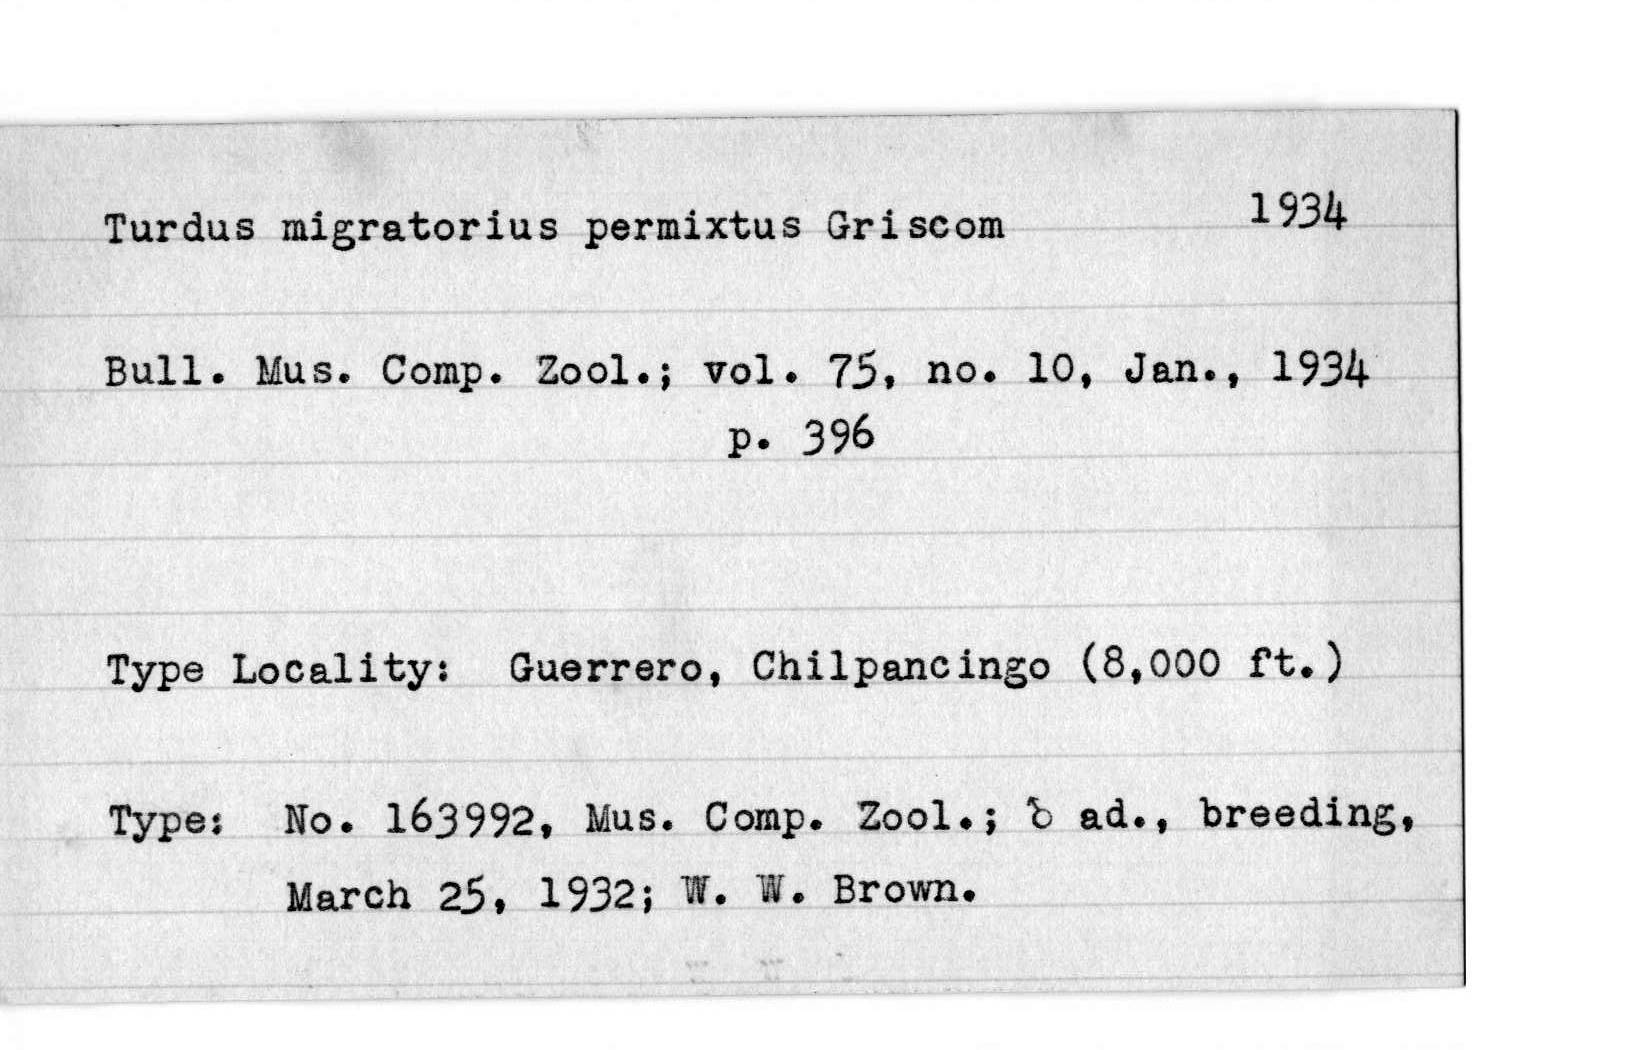 Turdus migratorius permixtus Griscom 1934
Bull. Mus. Comp. Zool.; vol. 75, no. 10, Jan., 1934
p. 396
Type Locality: Guerrero, Chilpancingo (8,000 ft.)
Type: No. 163992, Mus. Comp. Zool.; ♂ ad., breeding,
March 25, 1932; W. W. Brown.